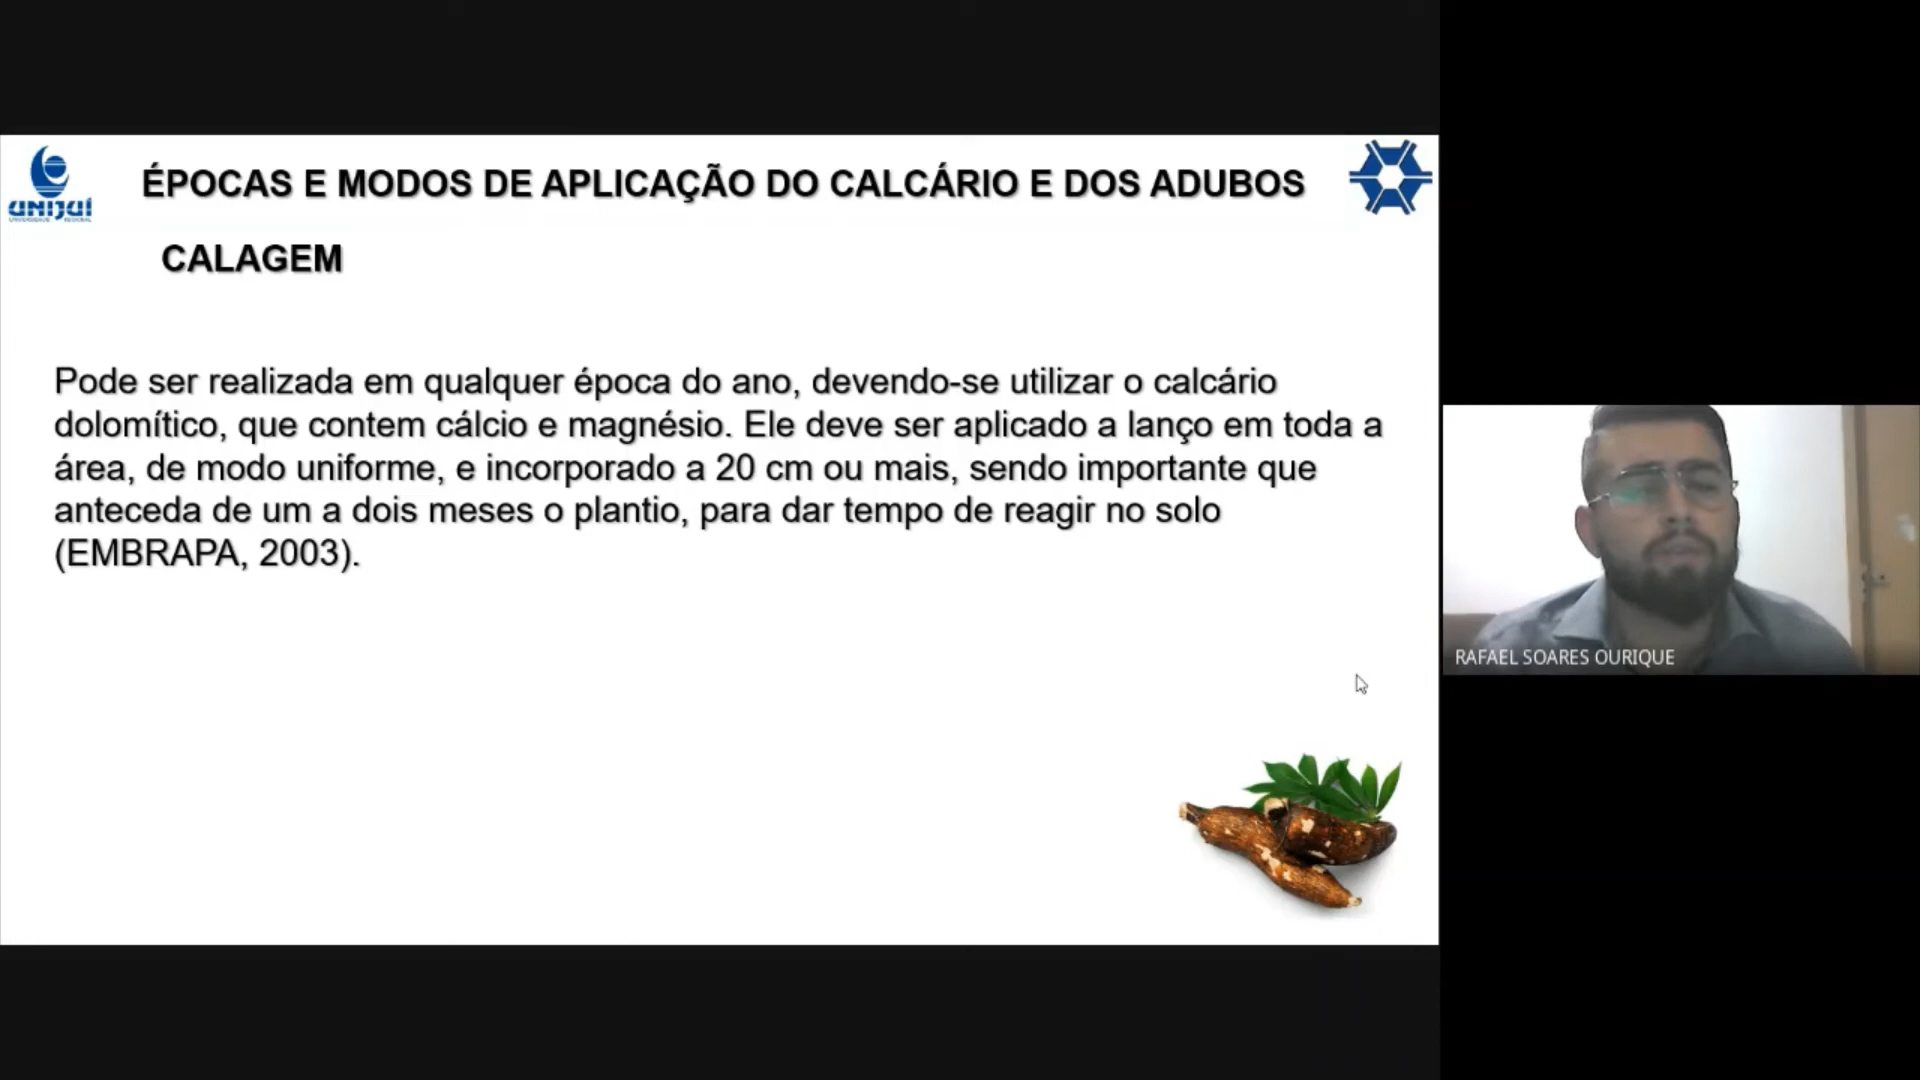 UNIJUÍ
ÉPOCAS E MODOS DE APLICAÇÃO DO CALCÁRIO E DOS ADUBOS
CALAGEM
Pode ser realizada em qualquer época do ano, devendo-se utilizar o calcário
dolomítico, que contem cálcio e magnésio. Ele deve ser aplicado a lanço em toda a
área, de modo uniforme, e incorporado a 20 cm ou mais, sendo importante que
anteceda de um a dois meses o plantio, para dar tempo de reagir no solo
(EMBRAPA, 2003).
RAFAEL SOARES OURIQUE